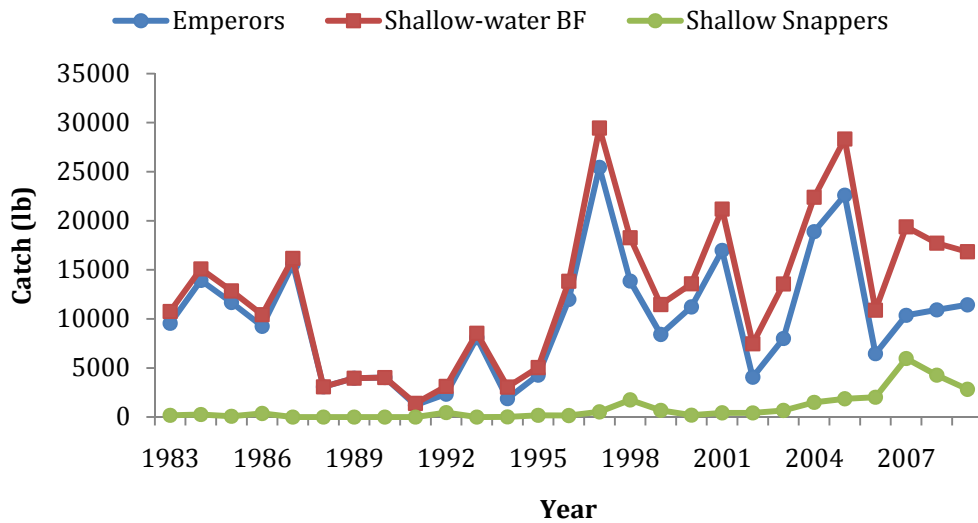 Emperors Shallow-water BF Shallow Snappers
35000
30000
25000
20000
15000
10000
5000
0
Catch (lb)
1983 1986 1989 1992 1995 1998 2001 2004 2007
Year